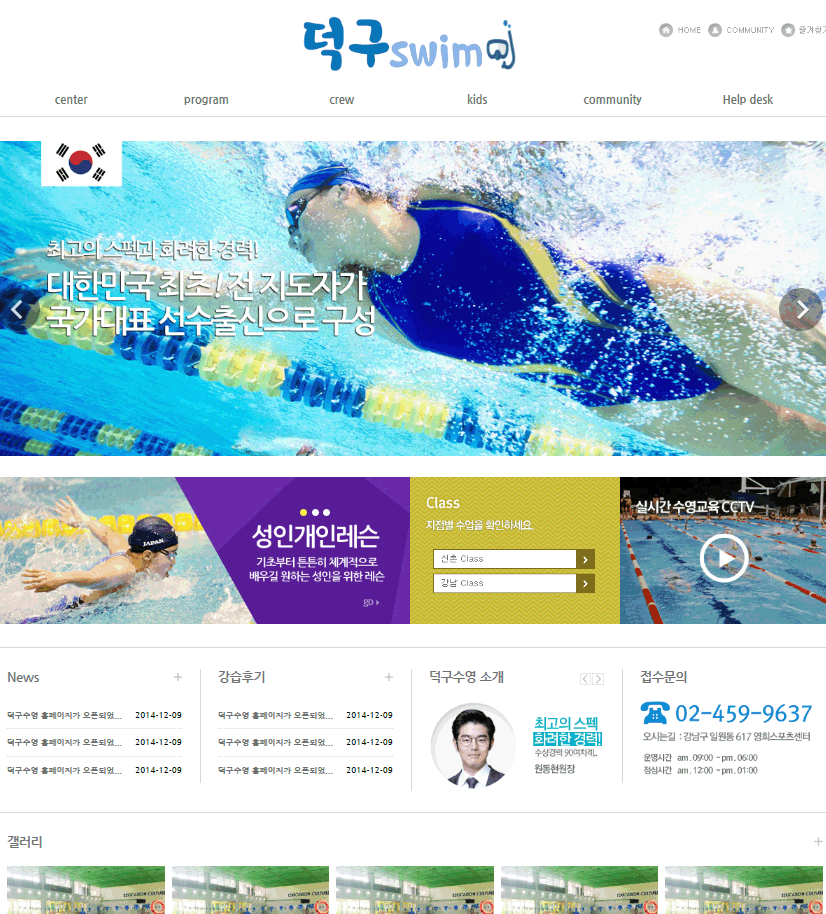 덕구swim
HOME COMMUNITY 즐겨찾기
center program crew kids community Help desk
최고의 스펙과 화려한 경력!
대한민국 최초! 전 지도자가
국가대표 선수출신으로 구성
JAPAN
성인개인레슨
기초부터 튼튼히 체계적으로
배우길 원하는 성인을 위한 레슨
go
Class
지점별 수업을 확인하세요.
신촌 Class
강남 Class
실시간 수영교육 CCTV
News
덕구수영 홈페이지가 오픈되었... 2014-12-09
덕구수영 홈페이지가 오픈되었... 2014-12-09
덕구수영 홈페이지가 오픈되었... 2014-12-09
강습후기
덕구수영 홈페이지가 오픈되었... 2014-12-09
덕구수영 홈페이지가 오픈되었... 2014-12-09
덕구수영 홈페이지가 오픈되었... 2014-12-09
덕구수영 소개
최고의 스펙
화려한 경력!
수상경력 90여차례..
원동현원장
접수문의
02-459-9637
오시는길 : 강남구 일원동 617 영희스포츠센터
운영시간 am. 09:00 ~ pm. 06:00
점심시간 am. 12:00 ~ pm. 01:00
갤러리
EDUCATION CULTURE
EDUCATION CULTURE
EDUCATION CULTURE
EDUCATION CULTURE
EDUCATION CULTURE